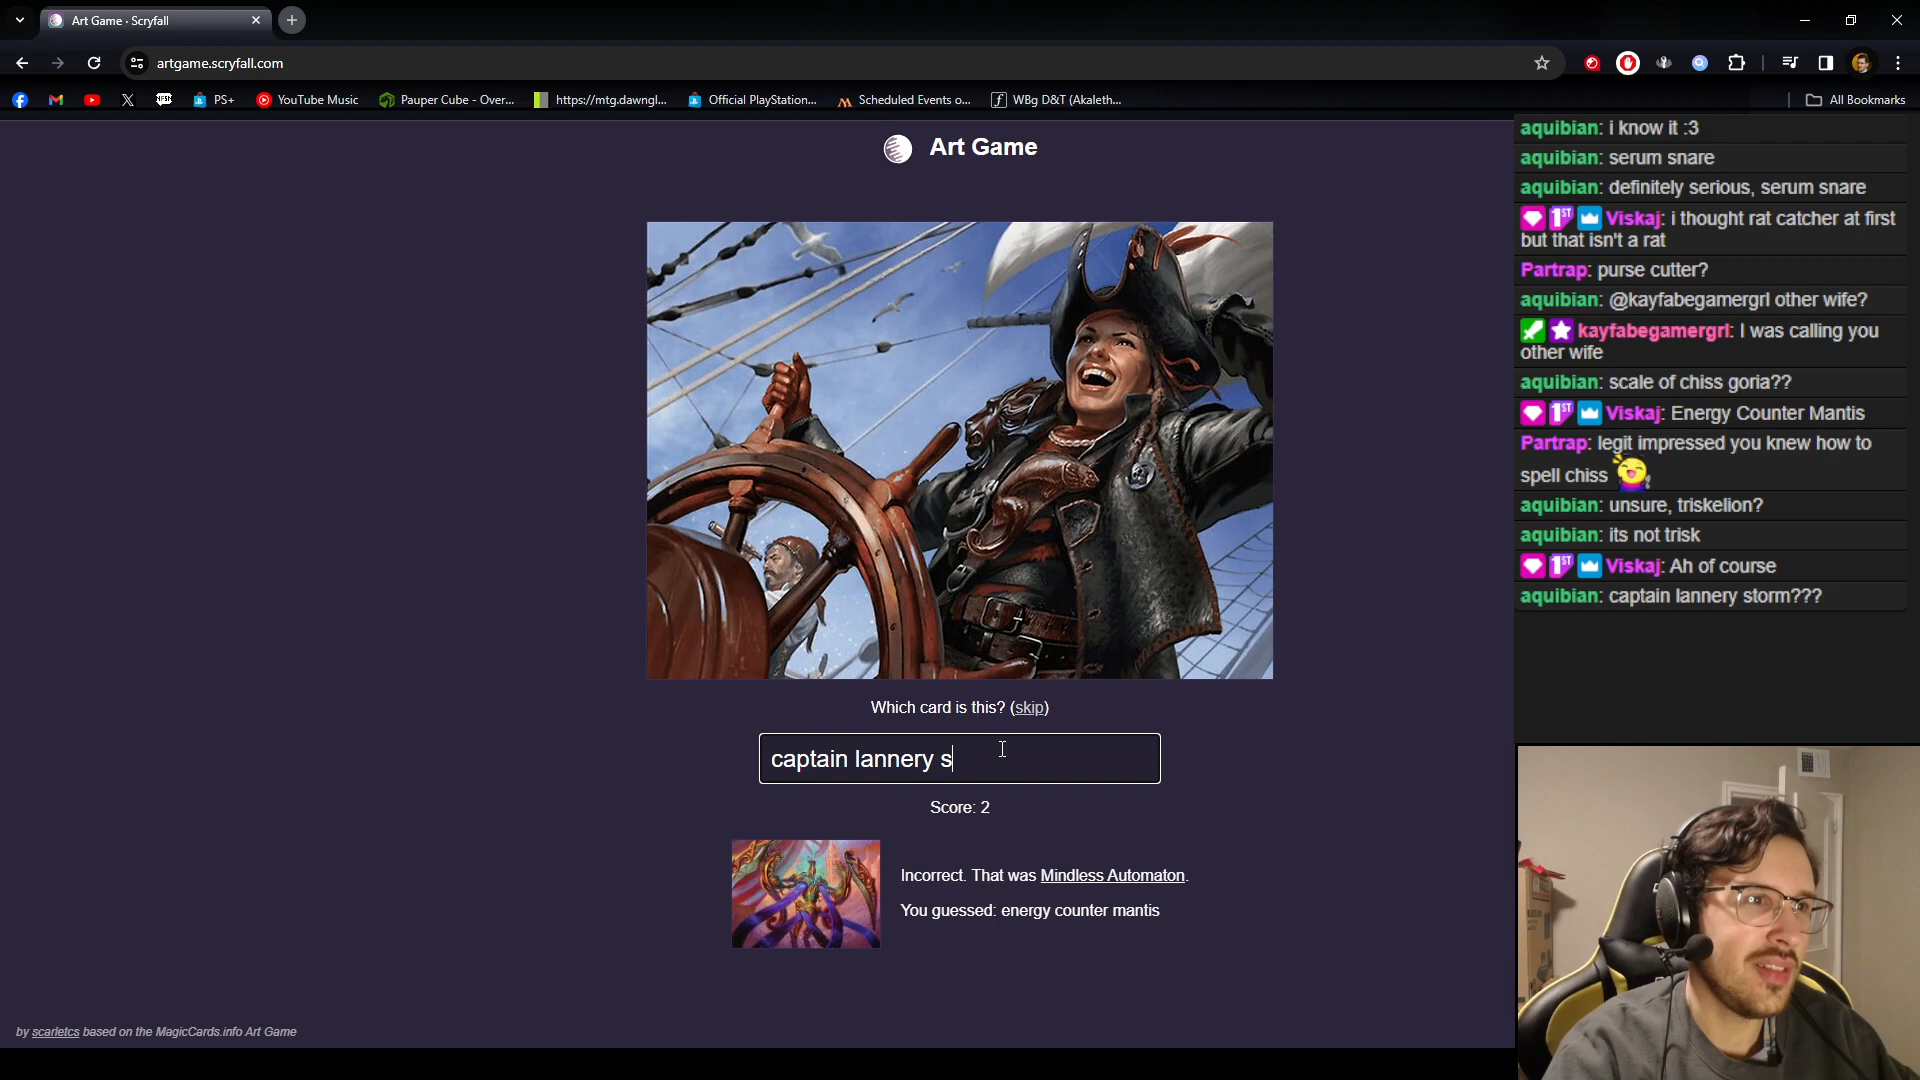 Art Game · Scryfall
artgame.scryfall.com
PS+
YouTube Music
Pauper Cube - Over...
https://mtg.dawngl...
Official PlayStation...
Scheduled Events o...
WBg D&T (Akaleth...
All Bookmarks
Art Game
Which card is this? (skip)
captain lannery s
Score: 2
Incorrect. That was Mindless Automaton.
You guessed: energy counter mantis
by scarletcs based on the MagicCards.info Art Game
aquibian: i know it :3
aquibian: serum snare
aquibian: definitely serious, serum snare
1ST Viskaj: i thought rat catcher at first
but that isn't a rat
Partrap: purse cutter?
aquibian: @kayfabegamergrl other wife?
kayfabegamergrl: I was calling you
other wife
aquibian: scale of chiss goria??
1ST Viskaj: Energy Counter Mantis
Partrap: legit impressed you knew how to
spell chiss
aquibian: unsure, triskelion?
aquibian: its not trisk
1ST Viskaj: Ah of course
aquibian: captain lannery storm???